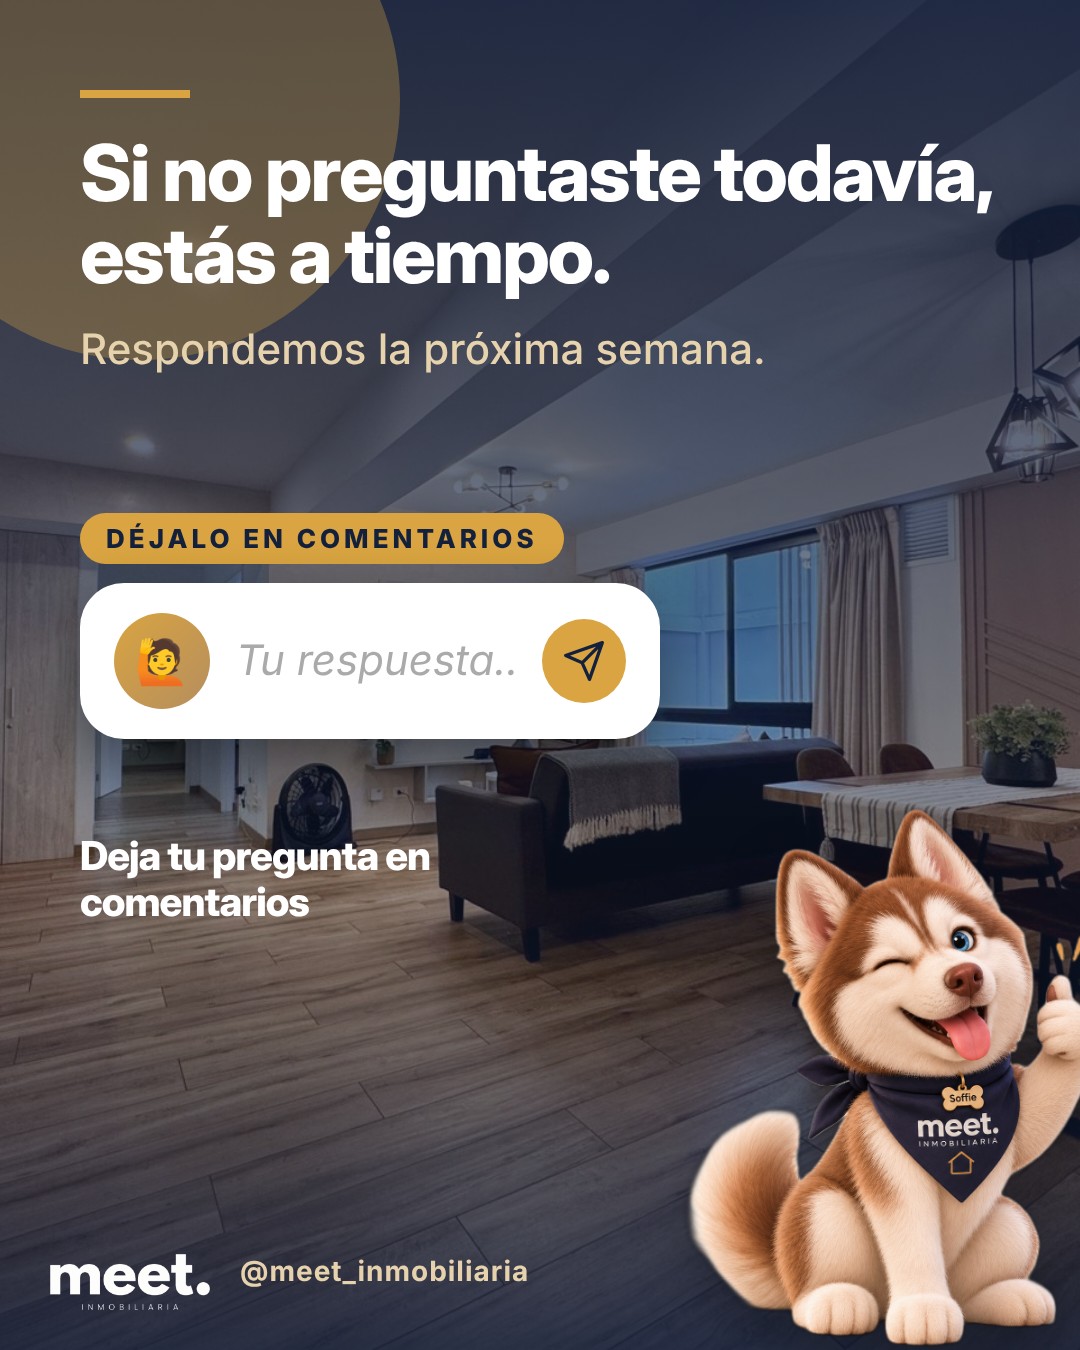 Si no preguntaste todavía,
estás a tiempo.
Respondemos la próxima semana.
DÉJALO EN COMENTARIOS
Tu respuesta..
Deja tu pregunta en
comentarios
Soffie
meet.
INMOBILIARIA
meet.
INMOBILIARIA
@meet_inmobiliaria